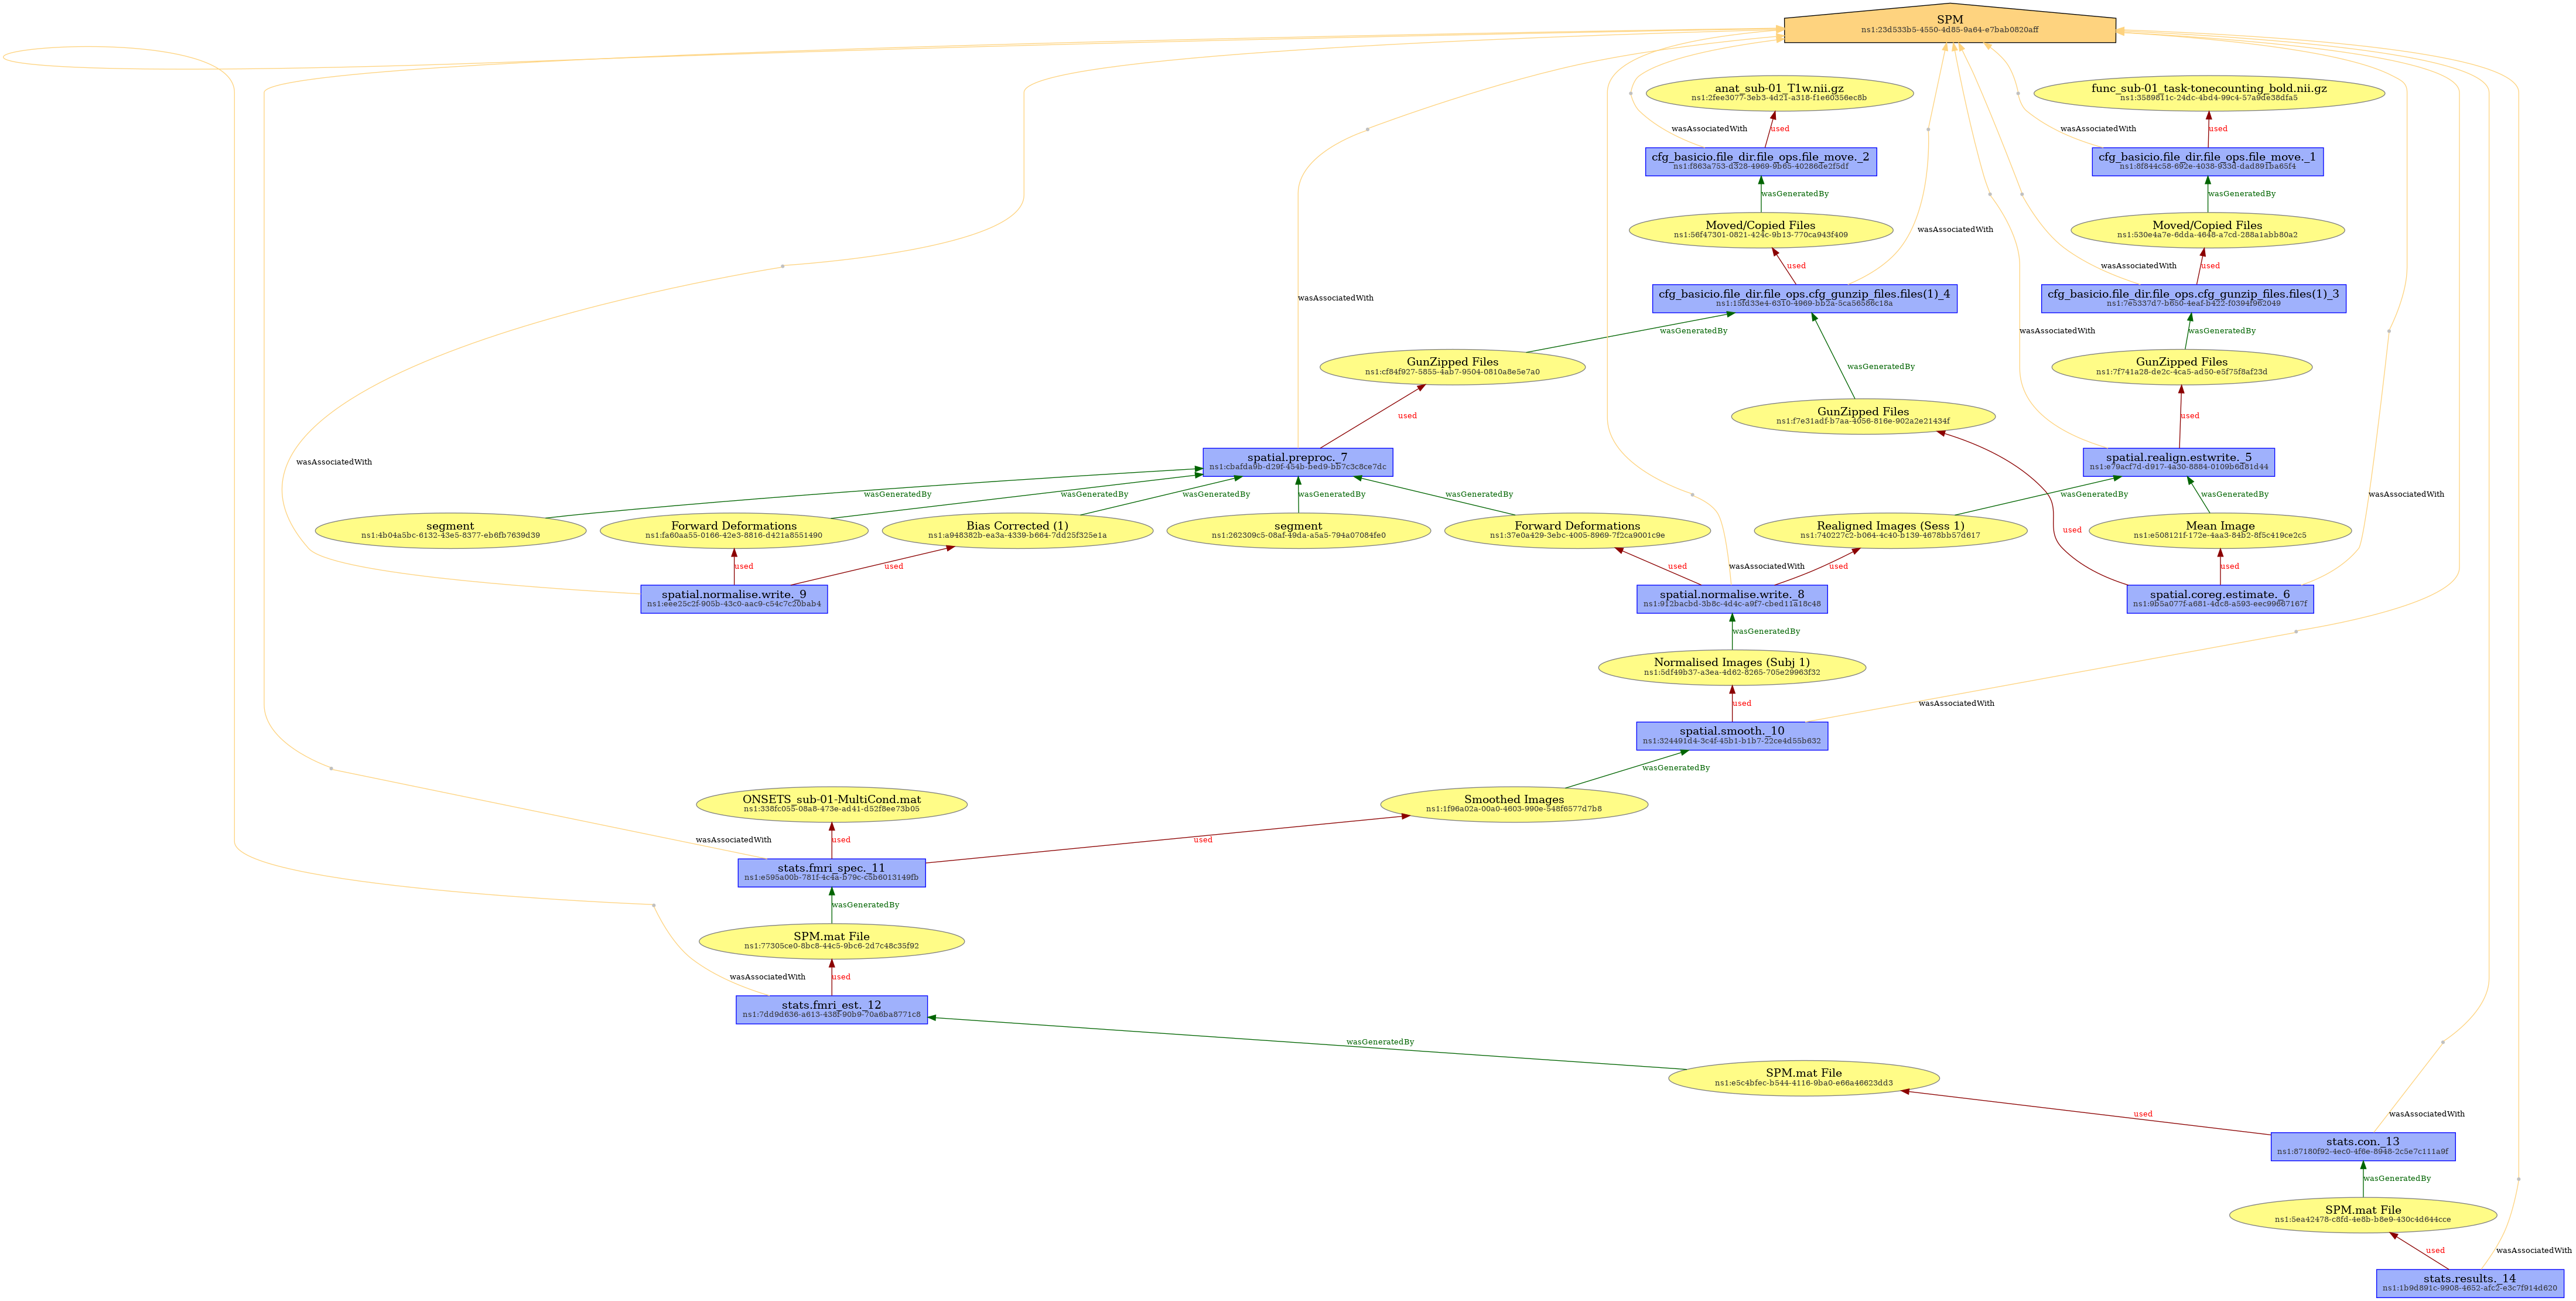 SPM
ns1:23d533b5-4550-4d85-9a64-e7bab0820aff
anat_sub-01_T1w.nii.gz
ns1:2fee3077-3eb3-4d21-a318-f1e60356ec8b
func_sub-01_task-tonecounting_bold.nii.gz
ns1:3589811c-24dc-4bd4-99c4-57a9de38dfa5
wasAssociatedWith
used
wasAssociatedWith
used
cfg_basicio.file_dir.file_ops.file_move._2
ns1:f863a753-d328-4969-9b65-40286de2f5df
cfg_basicio.file_dir.file_ops.file_move._1
ns1:8f844c58-692e-4038-933d-dad891ba65f4
wasGeneratedBy
wasGeneratedBy
Moved/Copied Files
ns1:56f47301-0821-424c-9b13-770ca943f409
wasAssociatedWith
Moved/Copied Files
ns1:530e4a7e-6dda-4648-a7cd-288a1abb80a2
used
wasAssociatedWith
used
cfg_basicio.file_dir.file_ops.cfg_gunzip_files.files(1)_4
ns1:15fd33e4-6310-4969-bb2a-5ca56586c18a
cfg_basicio.file_dir.file_ops.cfg_gunzip_files.files(1)_3
ns1:7e5337d7-b650-4eaf-b422-f0394f962049
wasAssociatedWith
wasGeneratedBy
wasAssociatedWith
wasGeneratedBy
GunZipped Files
ns1:cf84f927-5855-4ab7-9504-0810a8e5e7a0
wasGeneratedBy
GunZipped Files
ns1:7f741a28-de2c-4ca5-ad50-e5f75f8af23d
GunZipped Files
ns1:f7e31adf-b7aa-4056-816e-902a2e21434f
used
used
wasAssociatedWith
spatial.preproc._7
ns1:cbafda9b-d29f-454b-bed9-bb7c3c8ce7dc
spatial.realign.estwrite._5
ns1:e79acf7d-d917-4a30-8884-0109b6d81d44
wasGeneratedBy
wasGeneratedBy
wasGeneratedBy
wasGeneratedBy
wasGeneratedBy
wasGeneratedBy
wasGeneratedBy
wasAssociatedWith
segment
ns1:4b04a5bc-6132-43e5-8377-eb6fb7639d39
Forward Deformations
ns1:fa60aa55-0166-42e3-8816-d421a8551490
Bias Corrected (1)
ns1:a948382b-ea3a-4339-b664-7dd25f325e1a
segment
ns1:262309c5-08af-49da-a5a5-794a07084fe0
Forward Deformations
ns1:37e0a429-3ebc-4005-8969-7f2ca9001c9e
Realigned Images (Sess 1)
ns1:740227c2-b064-4c40-b139-4678bb57d617
used
Mean Image
ns1:e508121f-172e-4aa3-84b2-8f5c419ce2c5
used
used
used
wasAssociatedWith
used
used
spatial.normalise.write._9
ns1:eee25c2f-905b-43c0-aac9-c54c7c20bab4
spatial.normalise.write._8
ns1:912bacbd-3b8c-4d4c-a9f7-cbed11a18c48
spatial.coreg.estimate._6
ns1:9b5a077f-a681-4dc8-a593-eec99667167f
wasGeneratedBy
Normalised Images (Subj 1)
ns1:5df49b37-a3ea-4d62-8265-705e29963f32
used
wasAssociatedWith
spatial.smooth._10
ns1:324491d4-3c4f-45b1-b1b7-22ce4d55b632
wasGeneratedBy
ONSETS_sub-01-MultiCond.mat
ns1:338fc055-08a8-473e-ad41-d52f8ee73b05
Smoothed Images
ns1:1f96a02a-00a0-4603-990e-548f6577d7b8
wasAssociatedWith
used
used
stats.fmri_spec._11
ns1:e595a00b-781f-4c4a-b79c-c5b6013149fb
wasGeneratedBy
SPM.mat File
ns1:77305ce0-8bc8-44c5-9bc6-2d7c48c35f92
wasAssociatedWith
used
stats.fmri_est._12
ns1:7dd9d636-a613-438f-90b9-70a6ba8771c8
wasGeneratedBy
SPM.mat File
ns1:e5c4bfec-b544-4116-9ba0-e66a46623dd3
used
wasAssociatedWith
stats.con._13
ns1:87180f92-4ec0-4f6e-8948-2c5e7c111a9f
wasGeneratedBy
SPM.mat File
ns1:5ea42478-c8fd-4e8b-b8e9-430c4d644cce
used
wasAssociatedWith
stats.results._14
ns1:1b9d891c-9908-4652-afc2-e3c7f914d620